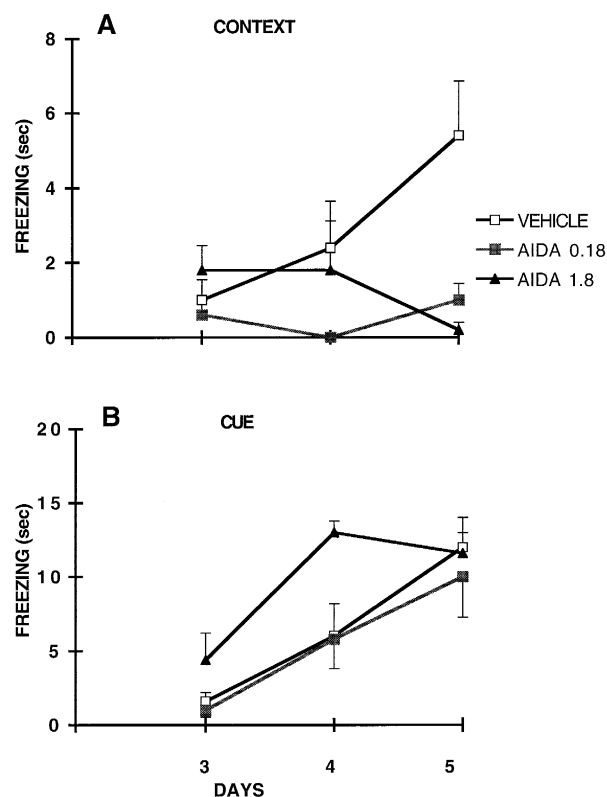 A
CONTEXT
8
6
4
2
0
FREEZING (sec)
VEHICLE
AIDA 0.18
AIDA 1.8
B
CUE
20
15
10
5
0
FREEZING (sec)
3 4 5
DAYS